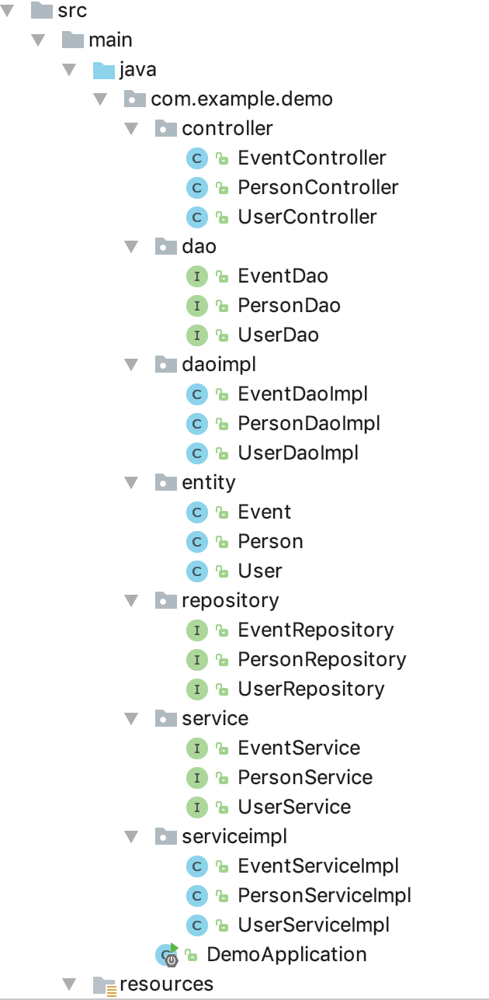 src
main
java
com.example.demo
controller
C EventController
C PersonController
C UserController
dao
I EventDao
I PersonDao
I UserDao
daoimpl
C EventDaoImpl
C PersonDaoImpl
C UserDaoImpl
entity
C Event
C Person
C User
repository
I EventRepository
I PersonRepository
I UserRepository
service
I EventService
I PersonService
I UserService
serviceimpl
C EventServiceImpl
C PersonServiceImpl
C UserServiceImpl
C DemoApplication
resources